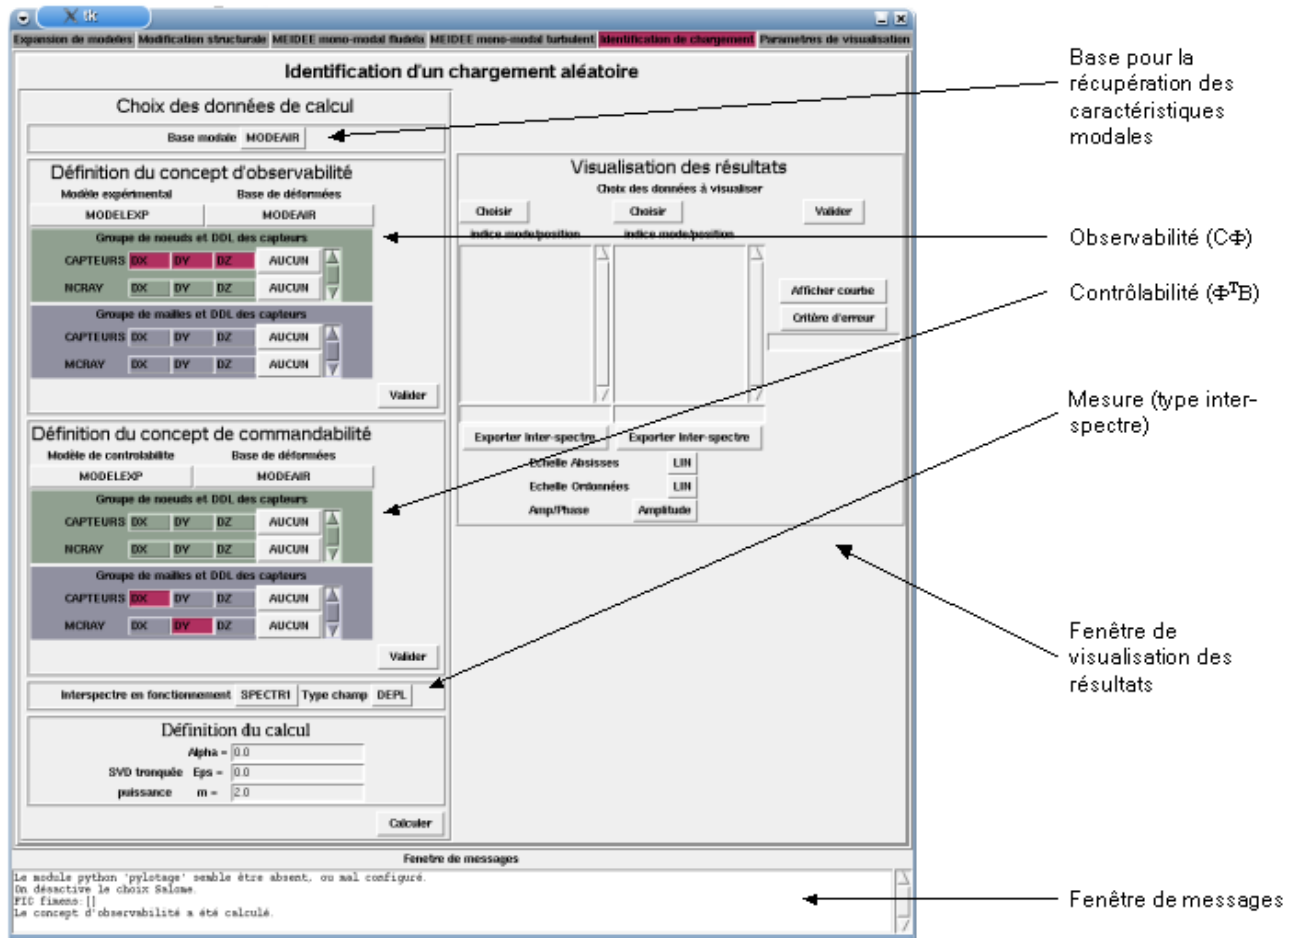 tk
Expansion de modeles Modification structurale MEIDEE mono-modal fludela MEIDEE mono-modal turbulent Identification de chargement Parametres de visualisation
Identification d'un chargement aléatoire
Choix des données de calcul
Base modale MODEAIR
Définition du concept d'observabilité
Modèle expérimental Base de déformées
MODELEXP MODEAIR
Groupe de noeuds et DDL des capteurs
CAPTEURS DX DY DZ AUCUN
NCRAY DX DY DZ AUCUN
Groupe de mailles et DDL des capteurs
CAPTEURS DX DY DZ AUCUN
MCRAY DX DY DZ AUCUN
Valider
Définition du concept de commandabilité
Modèle de controlabilite Base de déformées
MODELEXP MODEAIR
Groupe de noeuds et DDL des capteurs
CAPTEURS DX DY DZ AUCUN
NCRAY DX DY DZ AUCUN
Groupe de mailles et DDL des capteurs
CAPTEURS DX DY DZ AUCUN
MCRAY DX DY DZ AUCUN
Valider
Interspectre en fonctionnement SPECTR1 Type champ DEPL
Définition du calcul
Alpha = 0.0
SVD tronquée Eps = 0.0
puissance m = 2.0
Calculer
Visualisation des résultats
Choix des données à visualiser
Choisir Choisir Valider
indice mode/position indice mode/position
Afficher courbe
Critère d'erreur
Exporter Inter-spectre Exporter Inter-spectre
Echelle Absisses LIN
Echelle Ordonnées LIN
Amp/Phase Amplitude
Fenetre de messages
Le module python 'pylotage' semble être absent, ou mal configuré.
On désactive le choix Salome.
FIC fimens:[]
Le concept d'observabilité a été calculé.
Base pour la
récupération des
caractéristiques
modales
Observabilité (CΦ)
Contrôlabilité (ΦᵀB)
Mesure (type inter-
spectre)
Fenêtre de
visualisation des
résultats
Fenêtre de messages